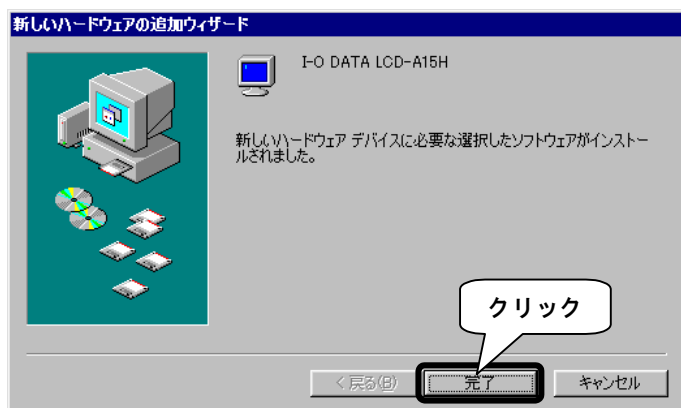 新しいハードウェアの追加ウィザード
I-O DATA LCD-A15H
新しいハードウェア デバイスに必要な選択したソフトウェアがインストー
ルされました。
クリック
< 戻る(B)
完了
キャンセル